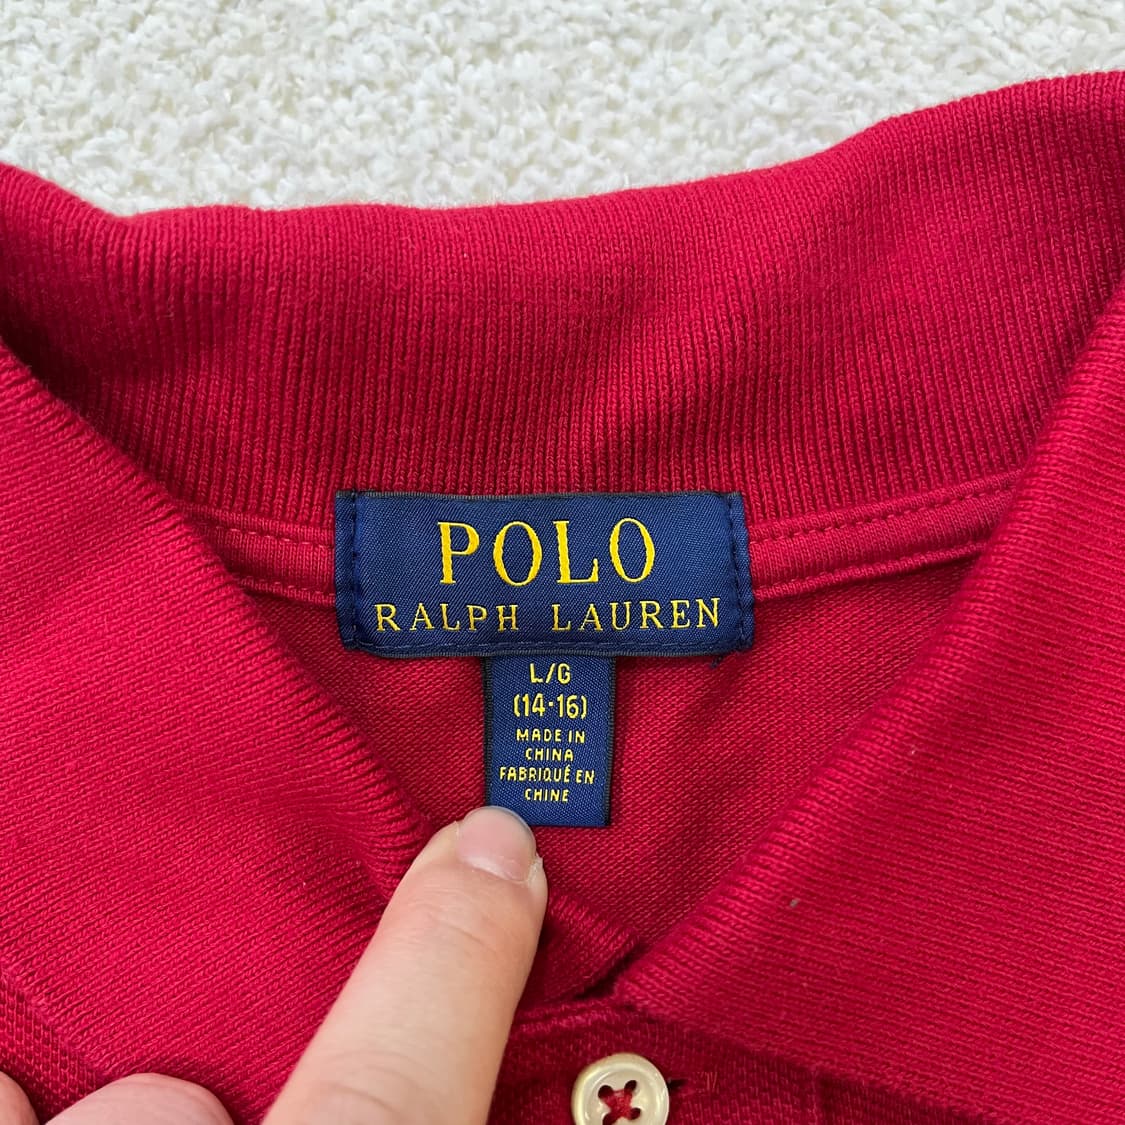 POLO
RALPH LAUREN
L/G
(14-16)
MADE IN
CHINA
FABRIQUÉ EN
CHINE